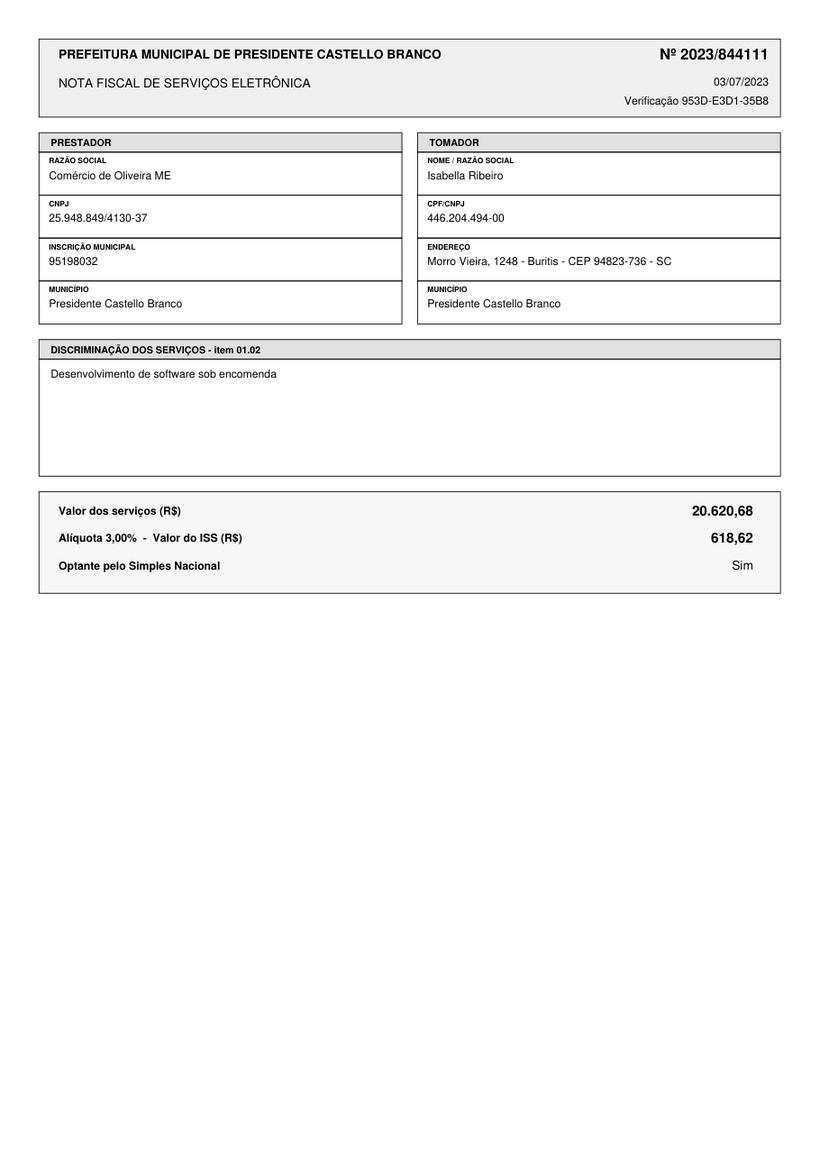 PREFEITURA MUNICIPAL DE PRESIDENTE CASTELLO BRANCO
NOTA FISCAL DE SERVIÇOS ELETRÔNICA
Nº 2023/844111
03/07/2023
Verificação 953D-E3D1-35B8
PRESTADOR
RAZÃO SOCIAL
Comércio de Oliveira ME
CNPJ
25.948.849/4130-37
INSCRIÇÃO MUNICIPAL
95198032
MUNICÍPIO
Presidente Castello Branco
TOMADOR
NOME / RAZÃO SOCIAL
Isabella Ribeiro
CPF/CNPJ
446.204.494-00
ENDEREÇO
Morro Vieira, 1248 - Buritis - CEP 94823-736 - SC
MUNICÍPIO
Presidente Castello Branco
DISCRIMINAÇÃO DOS SERVIÇOS - item 01.02
Desenvolvimento de software sob encomenda
Valor dos serviços (R$) 20.620,68
Alíquota 3,00% - Valor do ISS (R$) 618,62
Optante pelo Simples Nacional Sim